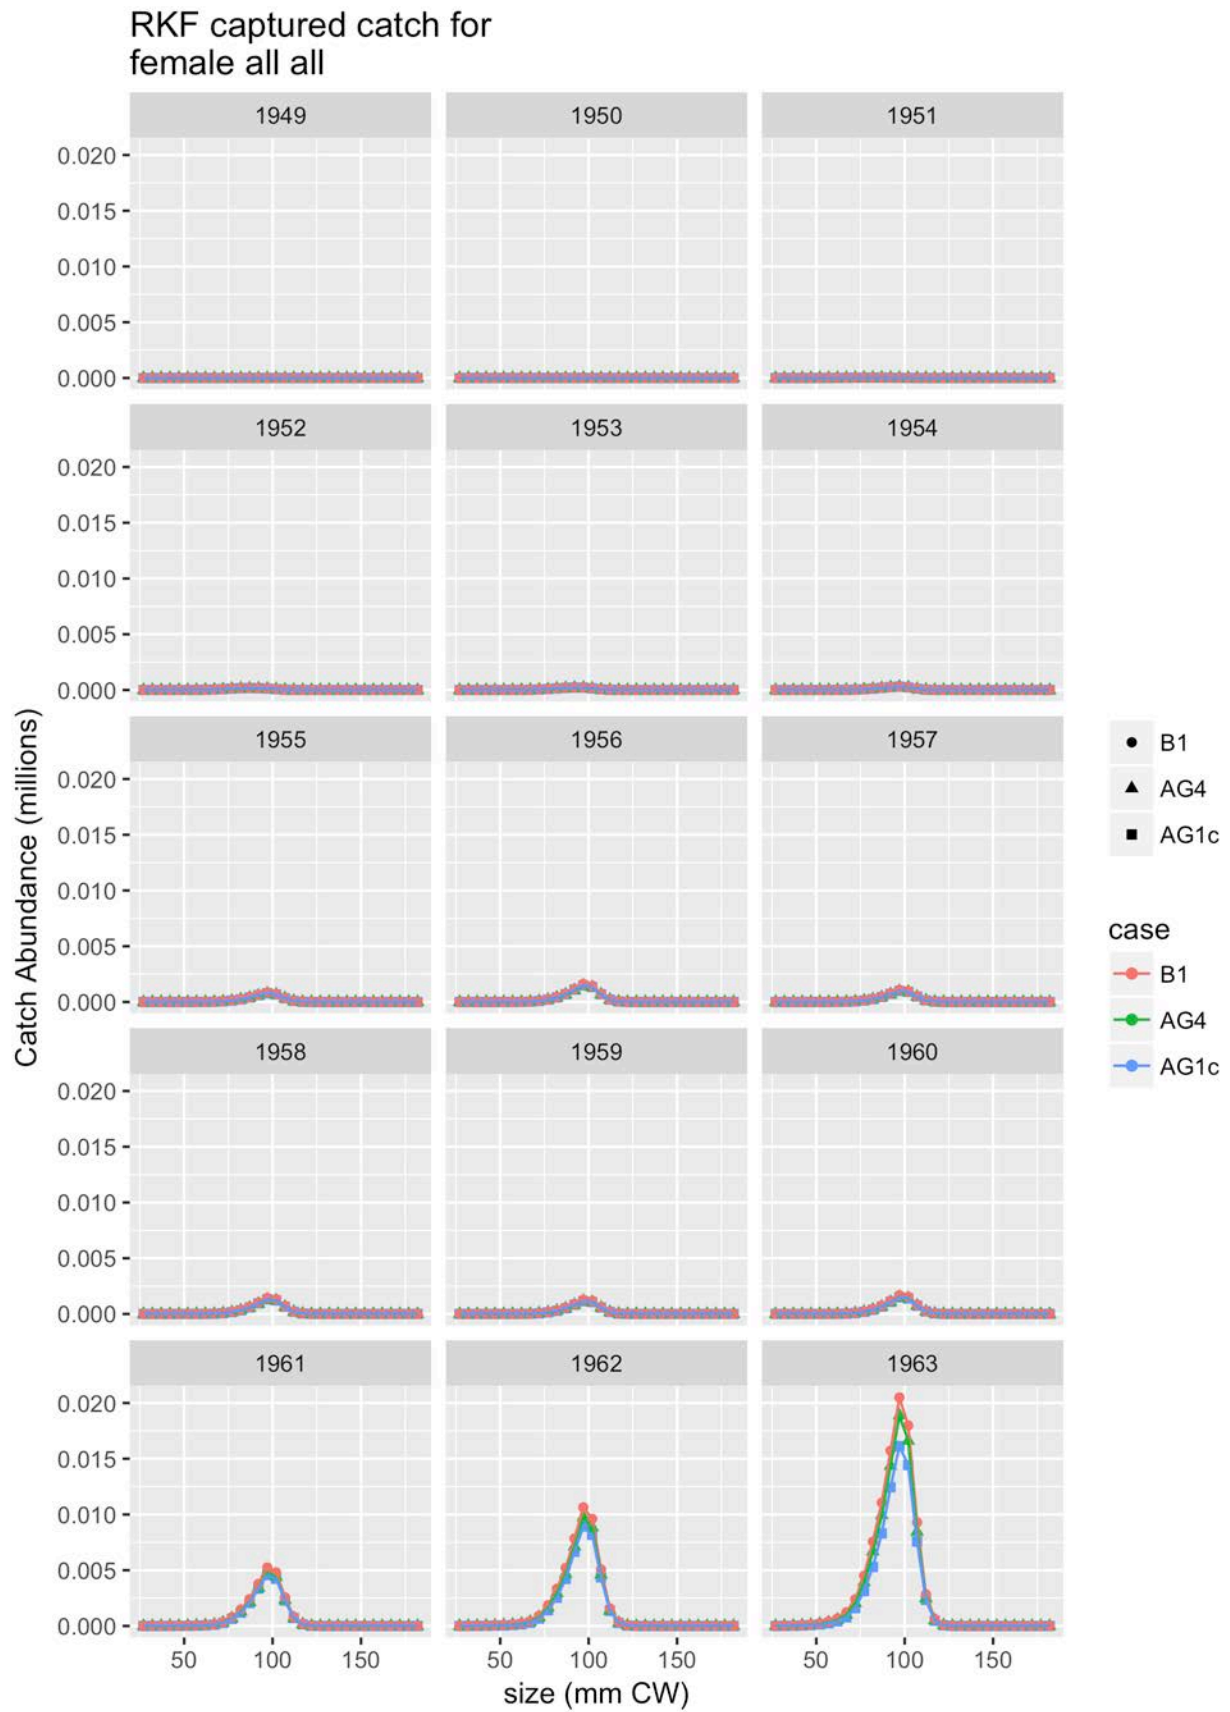 RKF captured catch for
female all all
1949 1950 1951
0.020
0.015
0.010
0.005
0.000
1952 1953 1954
0.020
0.015
0.010
0.005
0.000
1955 1956 1957
0.020
0.015
0.010
0.005
0.000
1958 1959 1960
0.020
0.015
0.010
0.005
0.000
1961 1962 1963
0.020
0.015
0.010
0.005
0.000
50 100 150 50 100 150 50 100 150
size (mm CW)
Catch Abundance (millions)
B1
AG4
AG1c
case
B1
AG4
AG1c